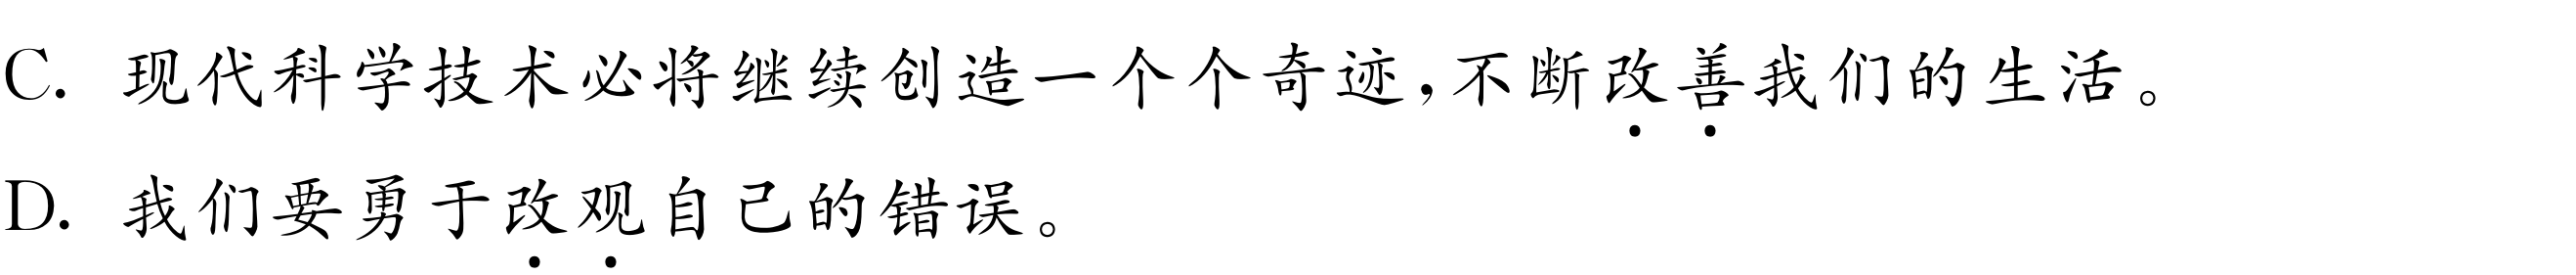 C. 现代科学技术必将继续创造一个个奇迹,不断改善我们的生活。
D. 我们要勇于改观自己的错误。